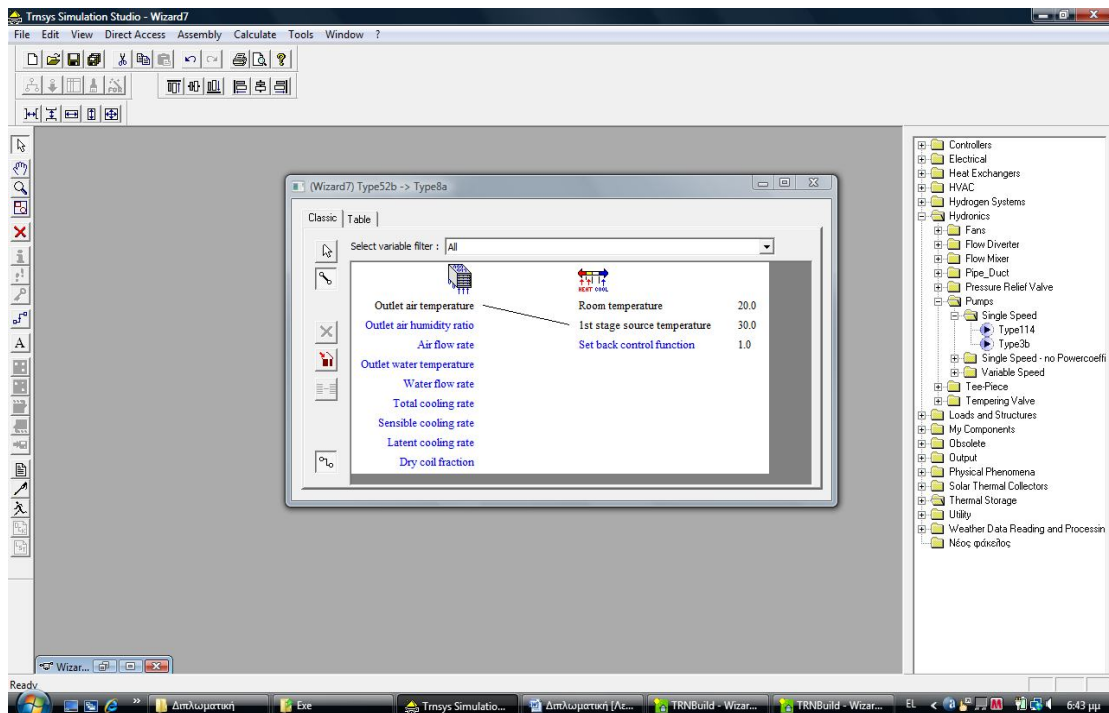 Trnsys Simulation Studio - Wizard7
File Edit View Direct Access Assembly Calculate Tools Window ?
(Wizard7) Type52b -> Type8a
Classic Table
Select variable filter : All
HEAT COOL
Outlet air temperature Room temperature 20.0
Outlet air humidity ratio 1st stage source temperature 30.0
Air flow rate Set back control function 1.0
Outlet water temperature
Water flow rate
Total cooling rate
Sensible cooling rate
Latent cooling rate
Dry coil fraction
Controllers
Electrical
Heat Exchangers
HVAC
Hydrogen Systems
Hydronics
Fans
Flow Diverter
Flow Mixer
Pipe_Duct
Pressure Relief Valve
Pumps
Single Speed
Type114
Type3b
Single Speed - no Powercoeffi
Variable Speed
Tee-Piece
Tempering Valve
Loads and Structures
My Components
Obsolete
Output
Physical Phenomena
Solar Thermal Collectors
Thermal Storage
Utility
Weather Data Reading and Processin
Νέος φάκελος
Wizar...
Ready
Διπλωματική Exe Trnsys Simulatio... Διπλωματική [Λε... TRNBuild - Wizar... TRNBuild - Wizar... EL 6:43 μμ